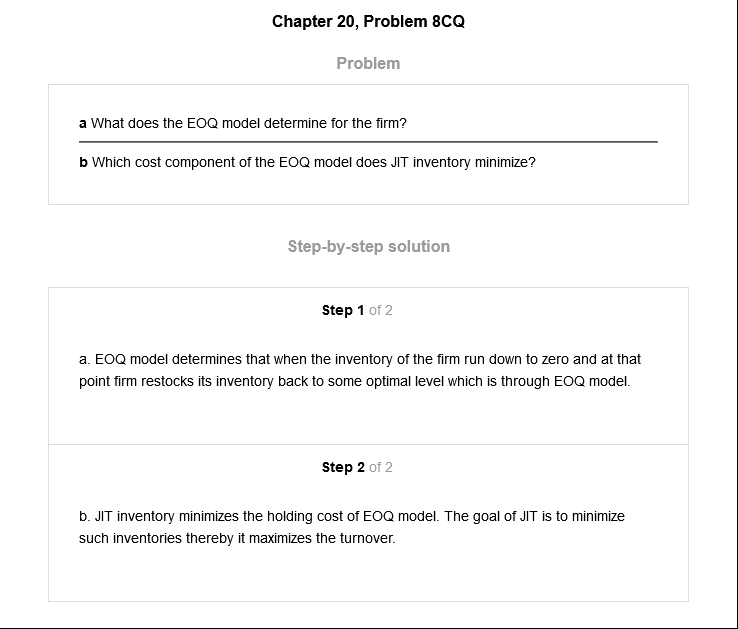 Chapter 20, Problem 8CQ
Problem
a What does the EOQ model determine for the firm?
b Which cost component of the EOQ model does JIT inventory minimize?
Step-by-step solution
Step 1 of 2
a. EOQ model determines that when the inventory of the firm run down to zero and at that
point firm restocks its inventory back to some optimal level which is through EOQ model.
Step 2 of 2
b. JIT inventory minimizes the holding cost of EOQ model. The goal of JIT is to minimize
such inventories thereby it maximizes the turnover.